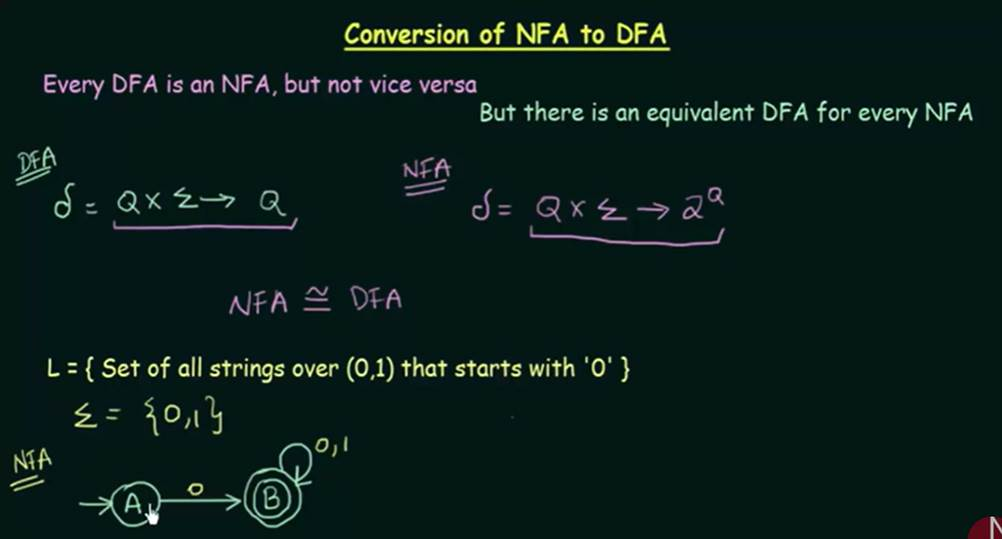 Conversion of NFA to DFA
Every DFA is an NFA, but not vice versa
But there is an equivalent DFA for every NFA
DFA
δ = Q × Σ → Q
NFA
δ = Q × Σ → 2^Q
NFA ≅ DFA
L = { Set of all strings over (0,1) that starts with '0' }
Σ = {0,1}
NFA
A 0 B 0,1
N